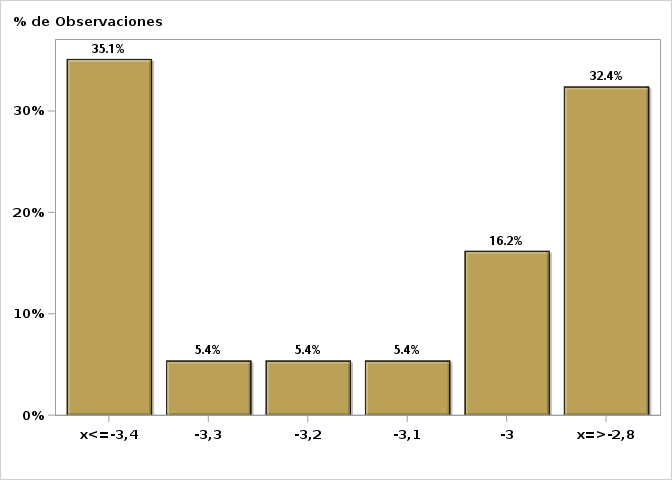 % de Observaciones
35.1%
32.4%
30%
20%
16.2%
10%
5.4% 5.4% 5.4%
0%
x<=-3,4 -3,3 -3,2 -3,1 -3 x=>-2,8